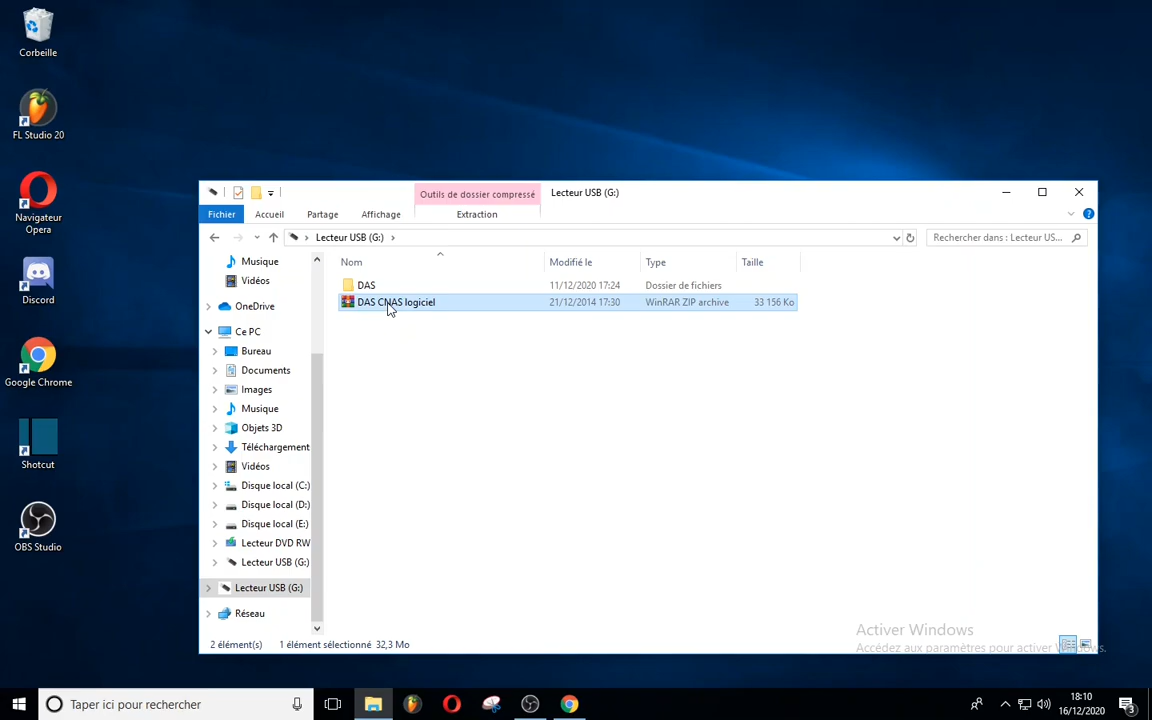 Corbeille
FL Studio 20
Navigateur
Opera
Discord
Google Chrome
Shotcut
OBS Studio
Outils de dossier compressé
Lecteur USB (G:)
Fichier
Accueil
Partage
Affichage
Extraction
Lecteur USB (G:)
Rechercher dans : Lecteur US...
Nom
Modifié le
Type
Taille
DAS
11/12/2020 17:24
Dossier de fichiers
DAS CNAS logiciel
21/12/2014 17:30
WinRAR ZIP archive
33 156 Ko
Musique
Vidéos
OneDrive
Ce PC
Bureau
Documents
Images
Musique
Objets 3D
Téléchargement
Vidéos
Disque local (C:)
Disque local (D:)
Disque local (E:)
Lecteur DVD RW
Lecteur USB (G:)
Lecteur USB (G:)
Réseau
2 élément(s)
1 élément sélectionné 32,3 Mo
Activer Windows
Accédez aux paramètres pour activer Windows.
Taper ici pour rechercher
18:10
16/12/2020
3